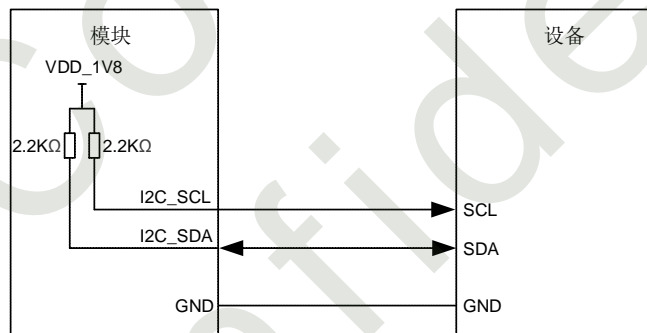 模块
设备
VDD_1V8
2.2KΩ
2.2KΩ
I2C_SCL
SCL
I2C_SDA
SDA
GND
GND